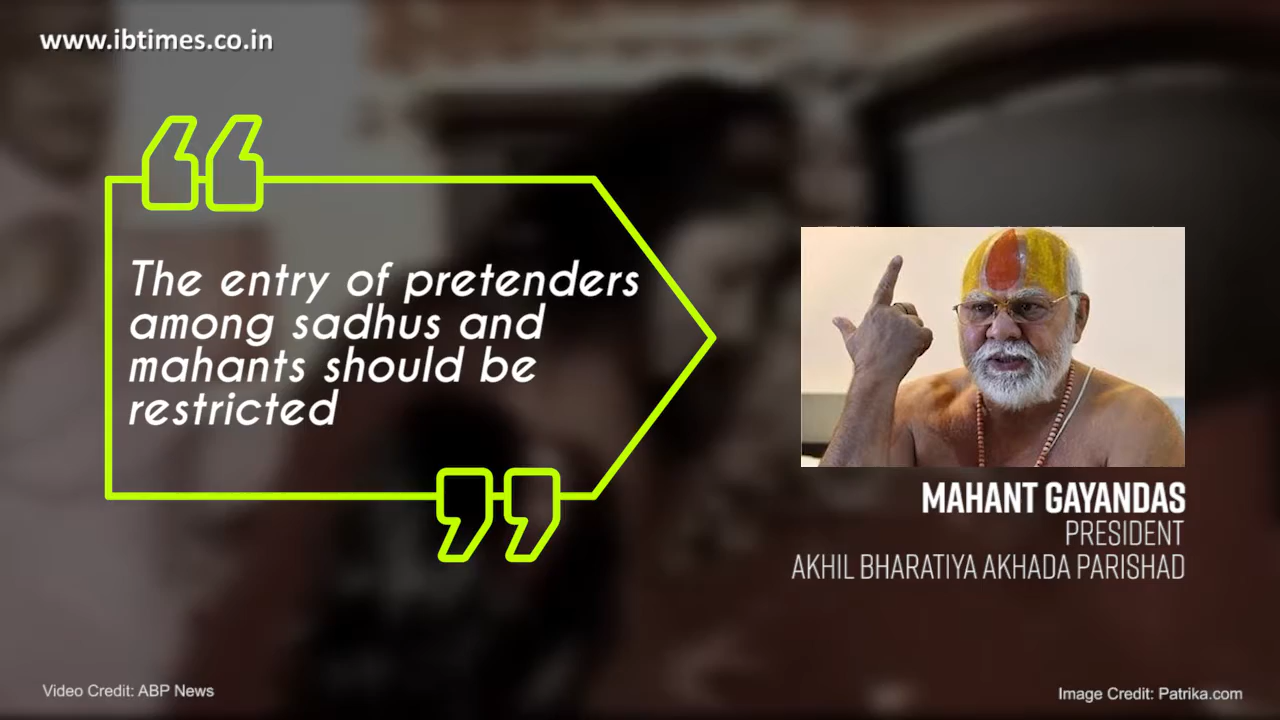 www.ibtimes.co.in
The entry of pretenders
among sadhus and
mahants should be
restricted
MAHANT GAYANDAS
PRESIDENT
AKHIL BHARATIYA AKHADA PARISHAD
Video Credit: ABP News
Image Credit: Patrika.com